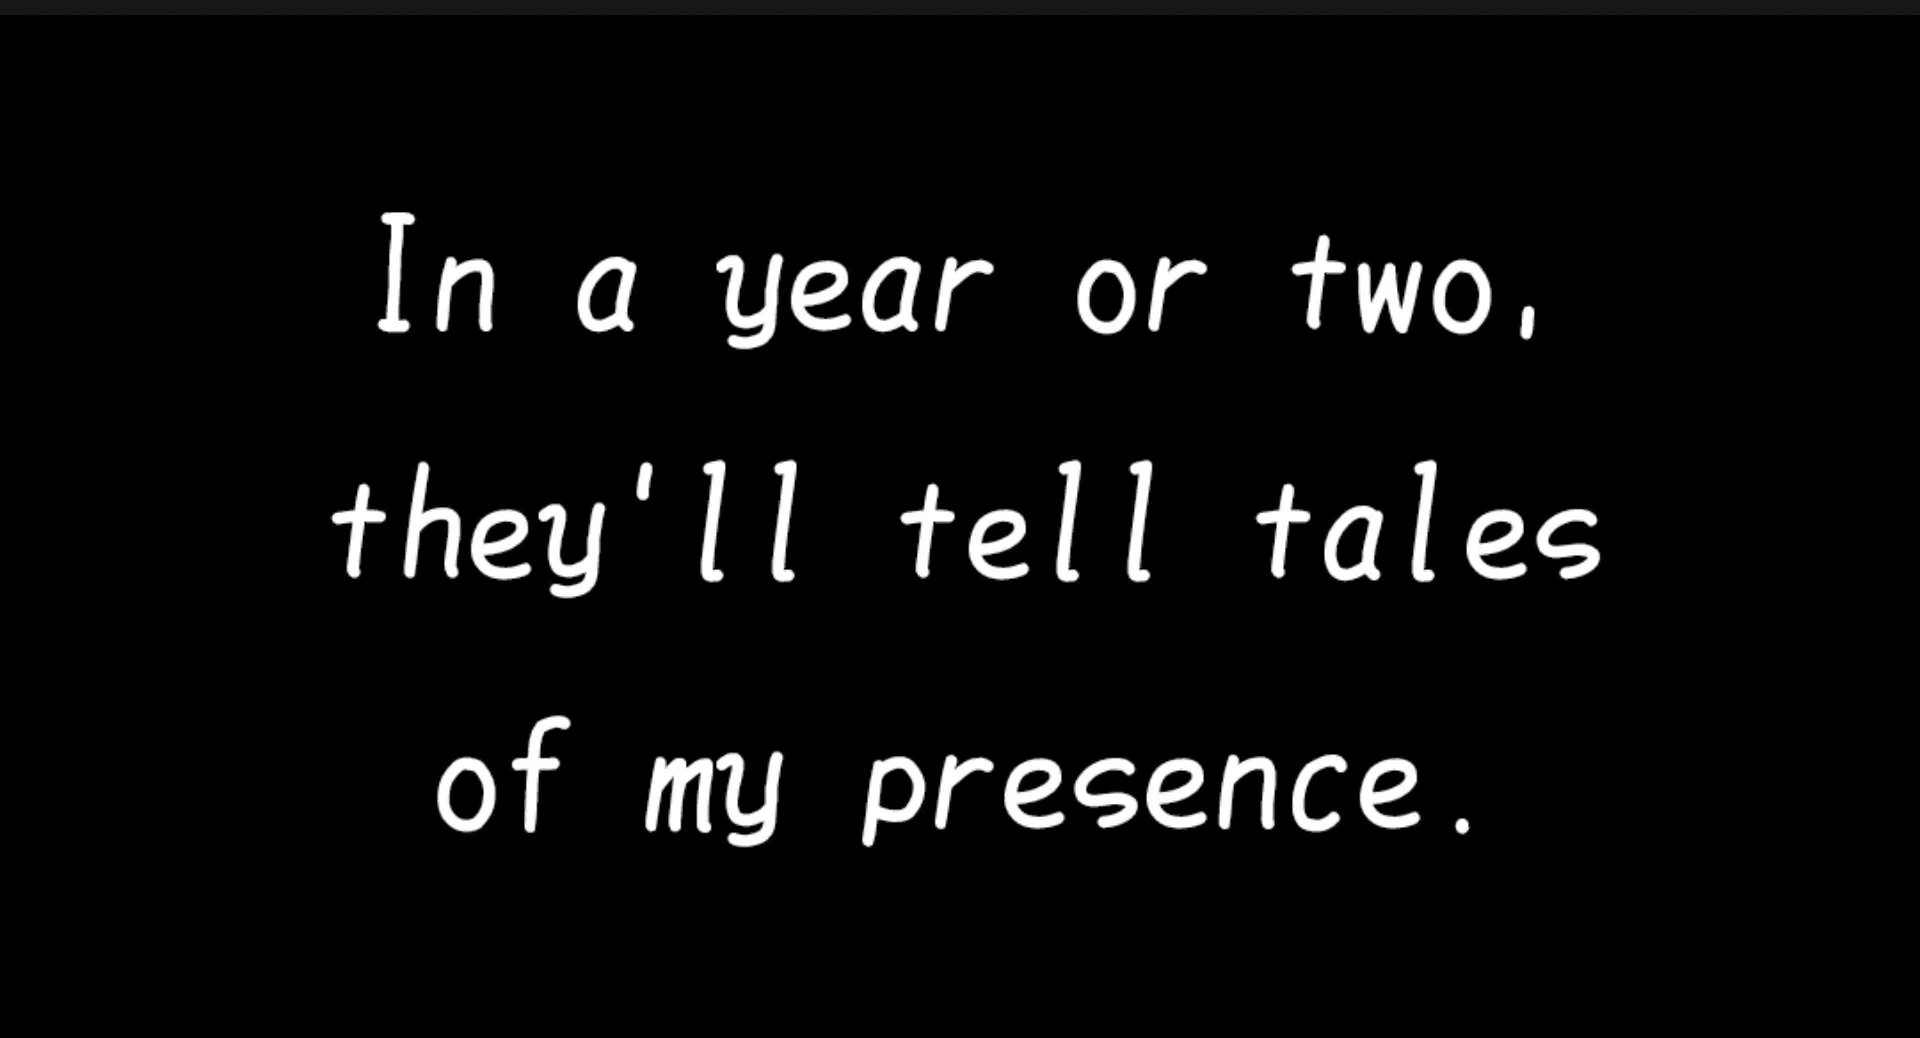 In a year or two,
they'll tell tales
of my presence.